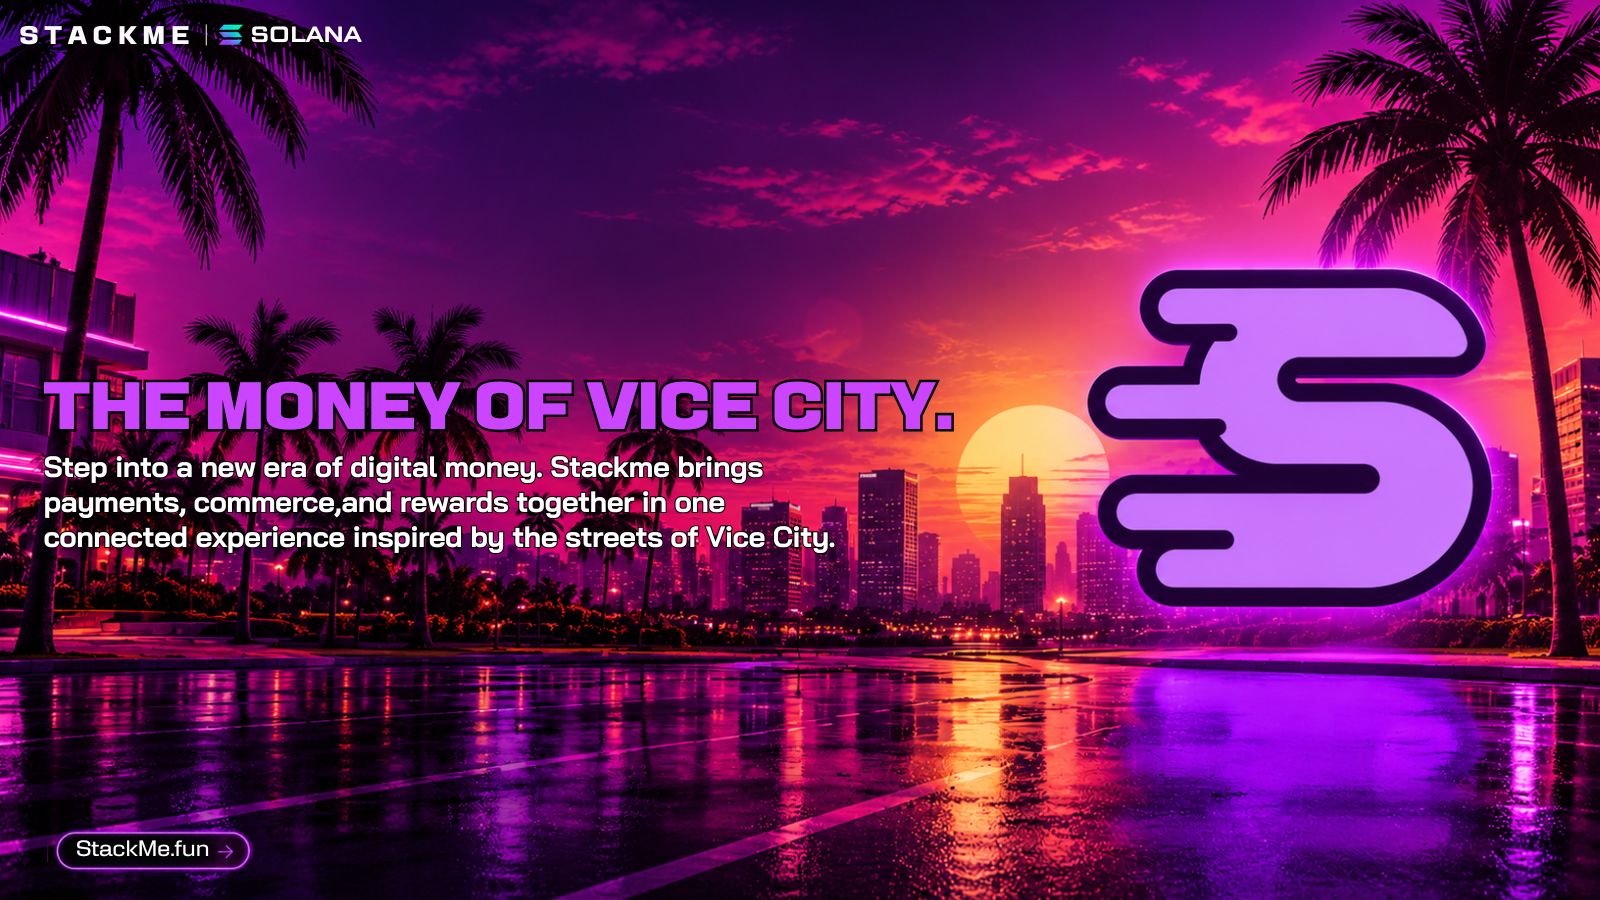 STACKME | SOLANA
THE MONEY OF VICE CITY.
Step into a new era of digital money. Stackme brings
payments, commerce,and rewards together in one
connected experience inspired by the streets of Vice City.
StackMe.fun →